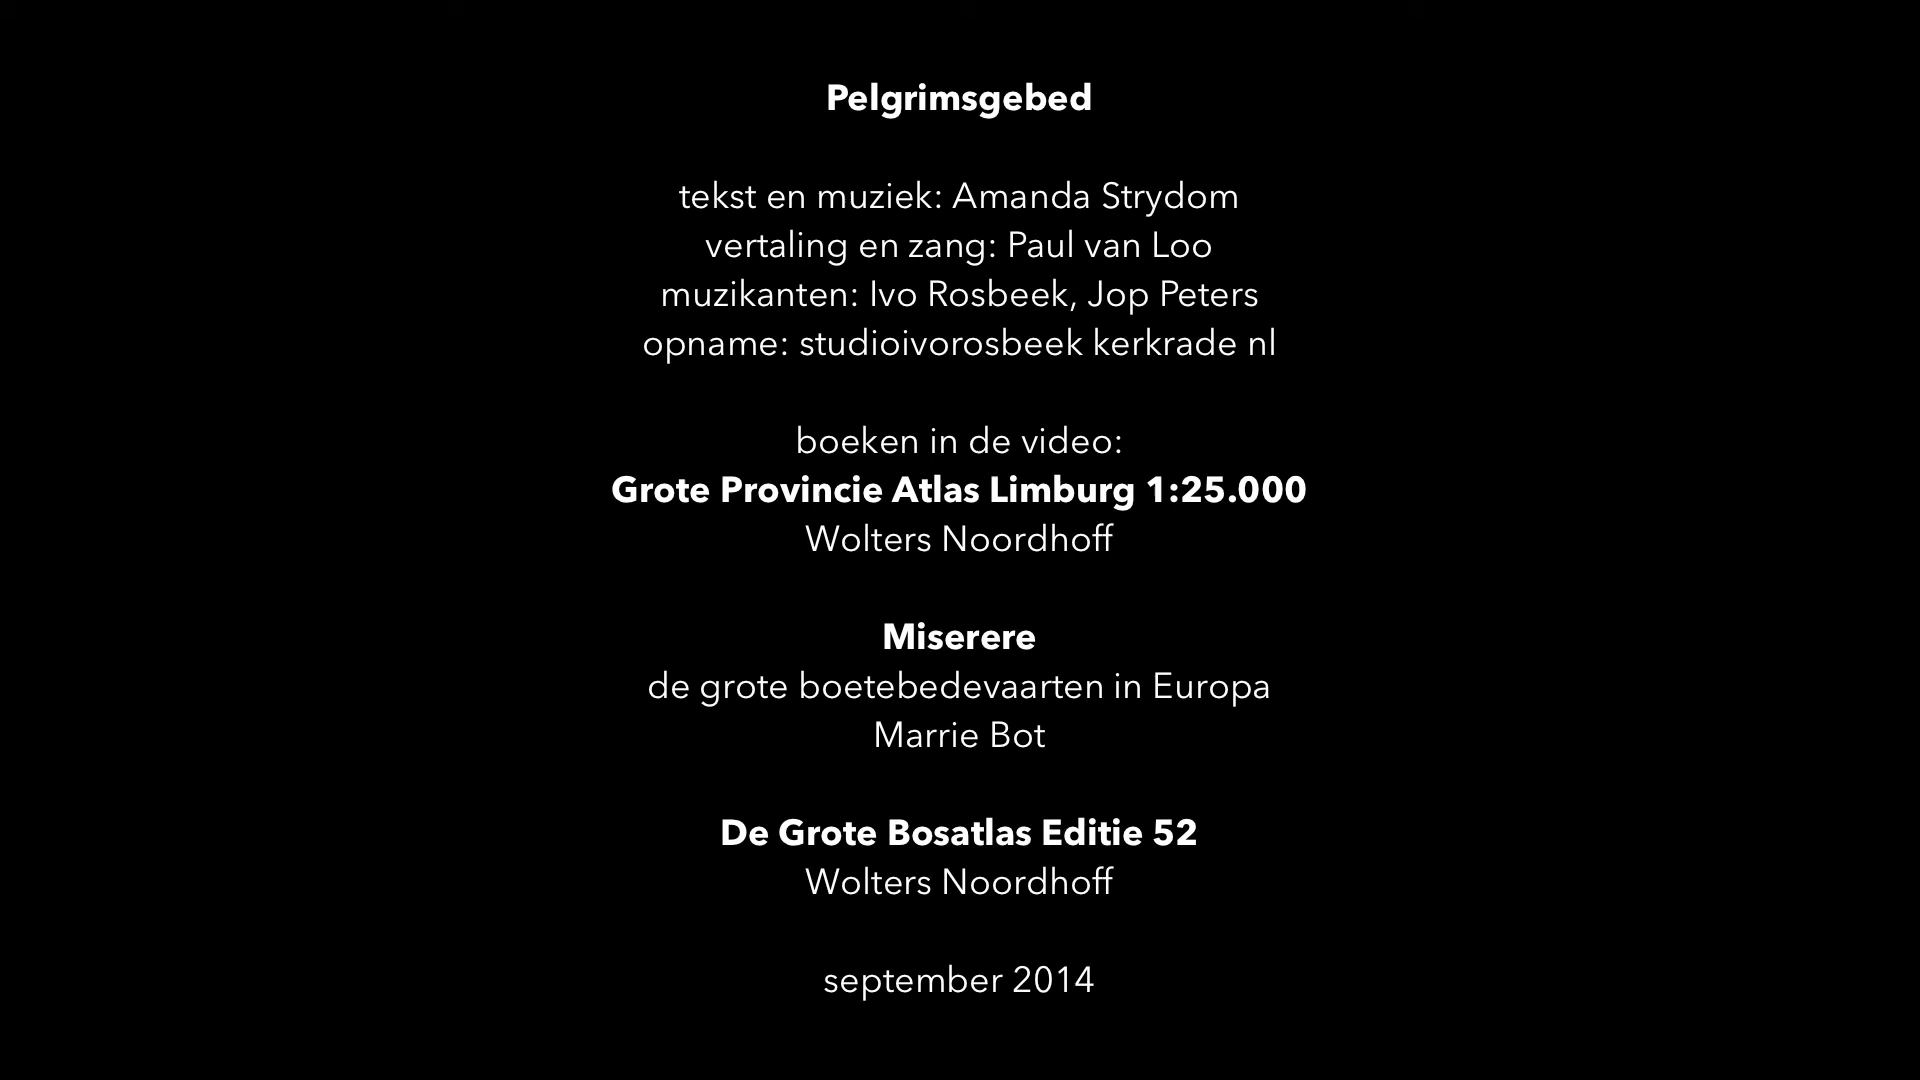 Pelgrimsgebed
tekst en muziek: Amanda Strydom
vertaling en zang: Paul van Loo
muzikanten: Ivo Rosbeek, Jop Peters
opname: studioivorosbeek kerkrade nl
boeken in de video:
Grote Provincie Atlas Limburg 1:25.000
Wolters Noordhoff
Miserere
de grote boetebedevaarten in Europa
Marrie Bot
De Grote Bosatlas Editie 52
Wolters Noordhoff
september 2014